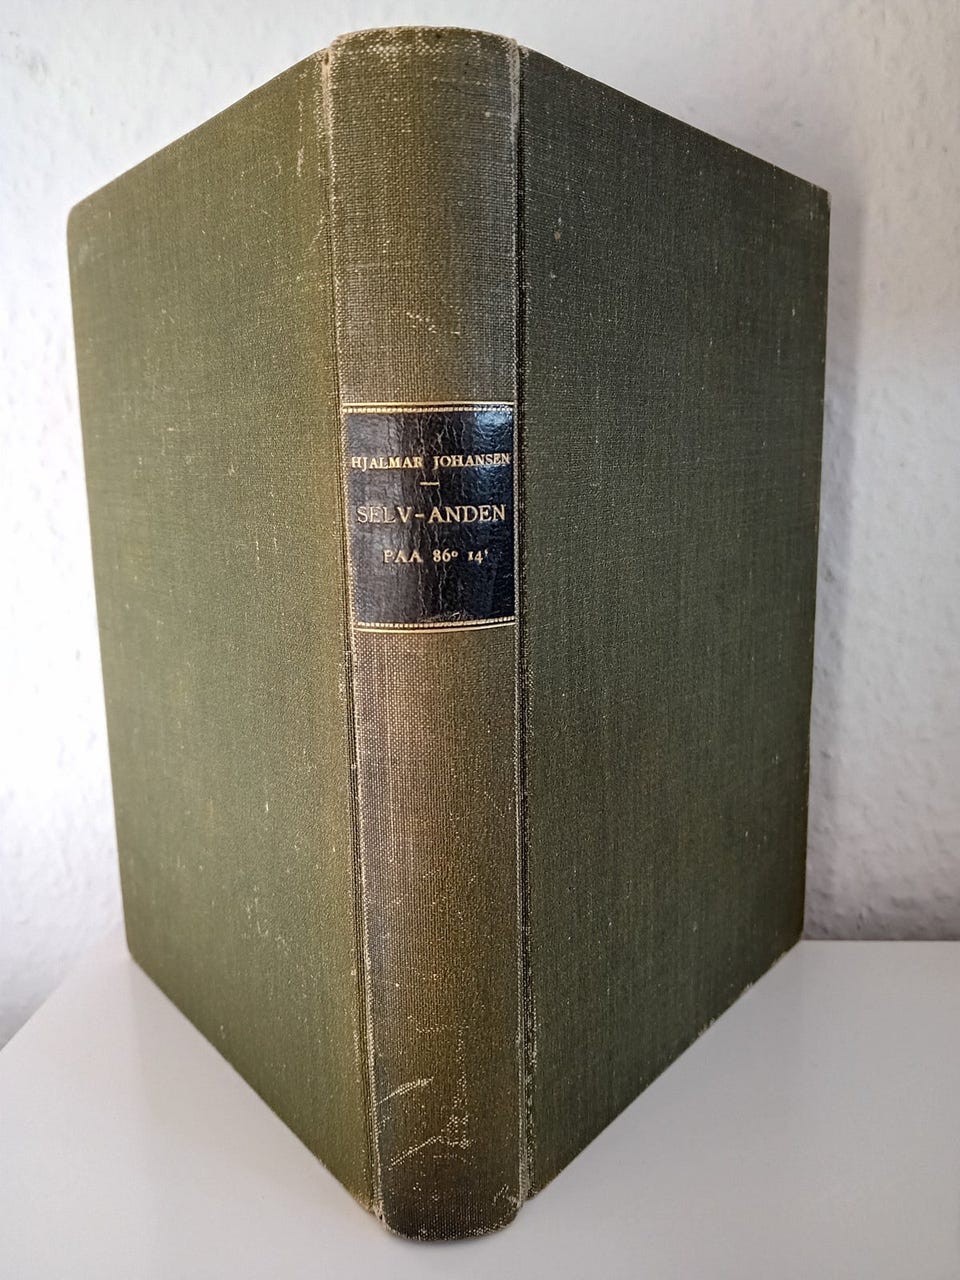 HJALMAR JOHANSEN
—
SELV-ANDEN
PAA 86° 14'